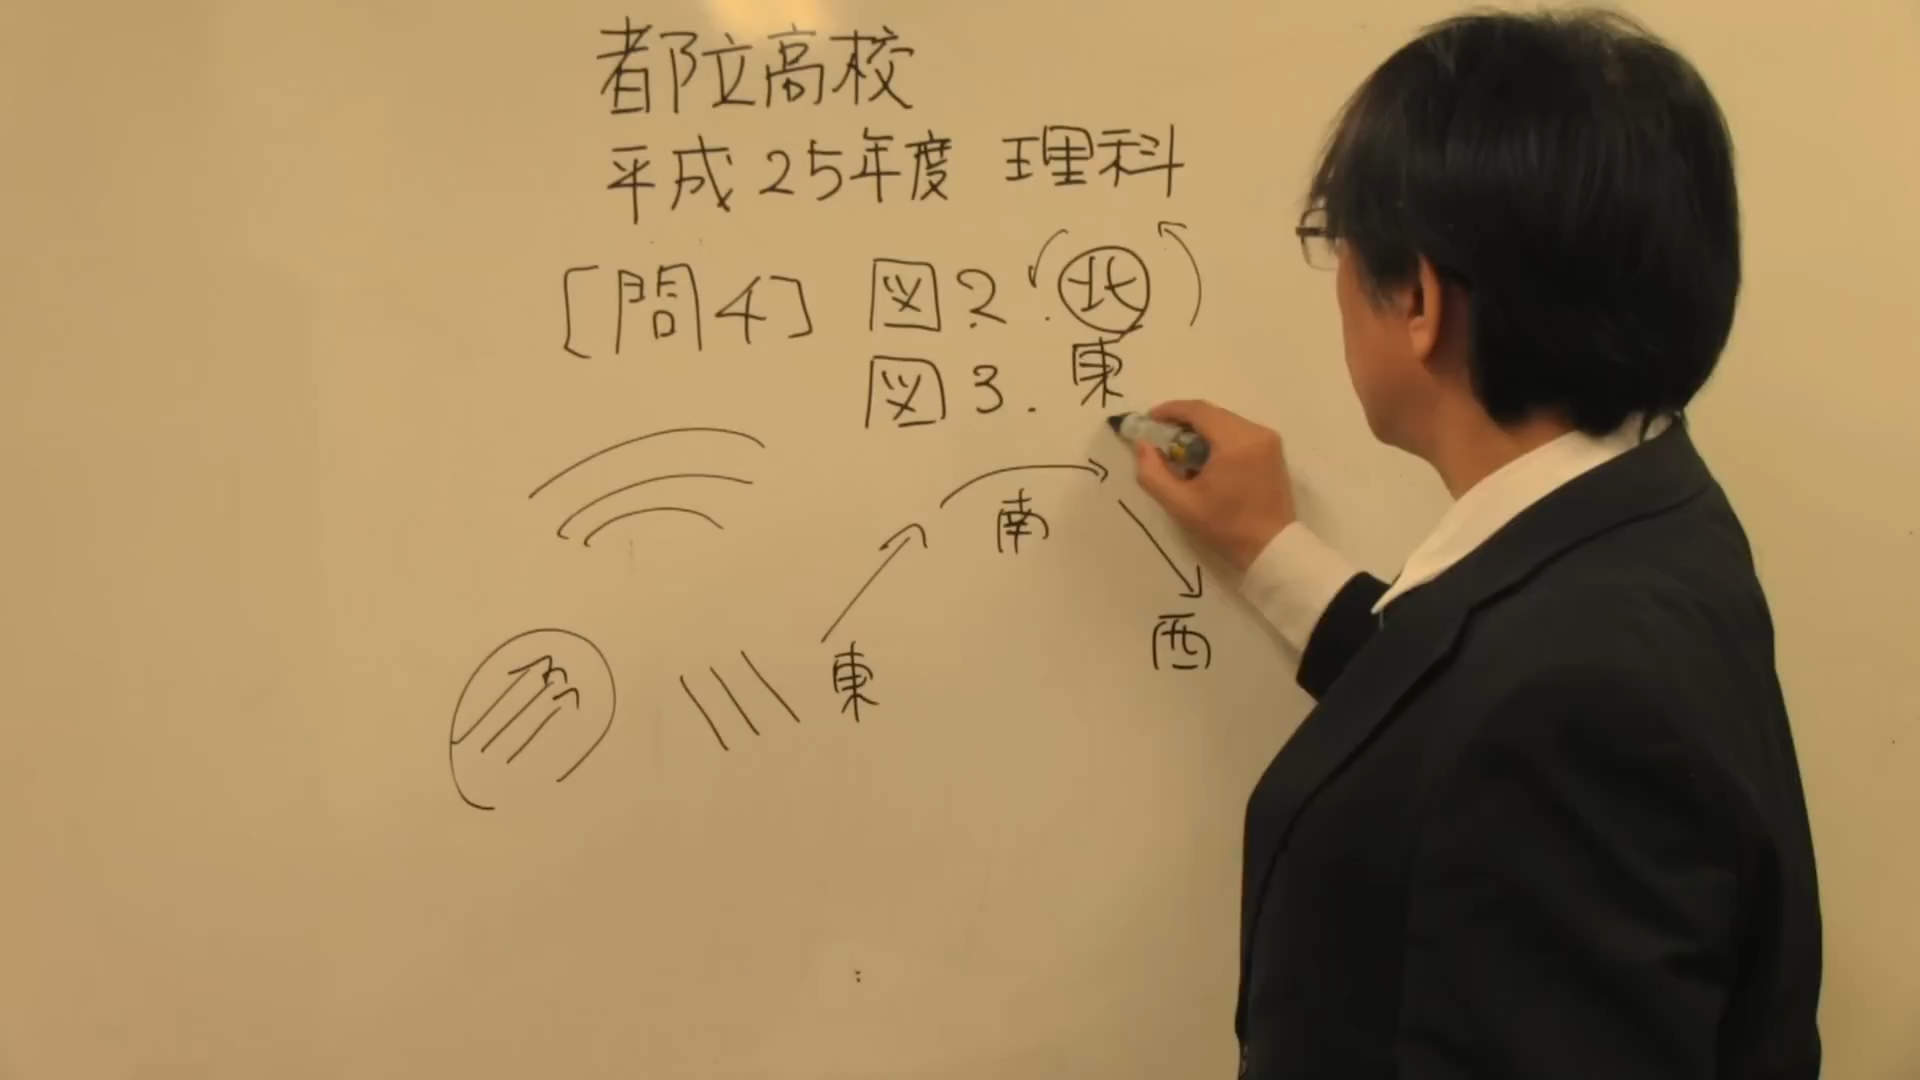 都立高校
平成25年度 理科
[問4] 図2. 北
図3. 東
南
西
東